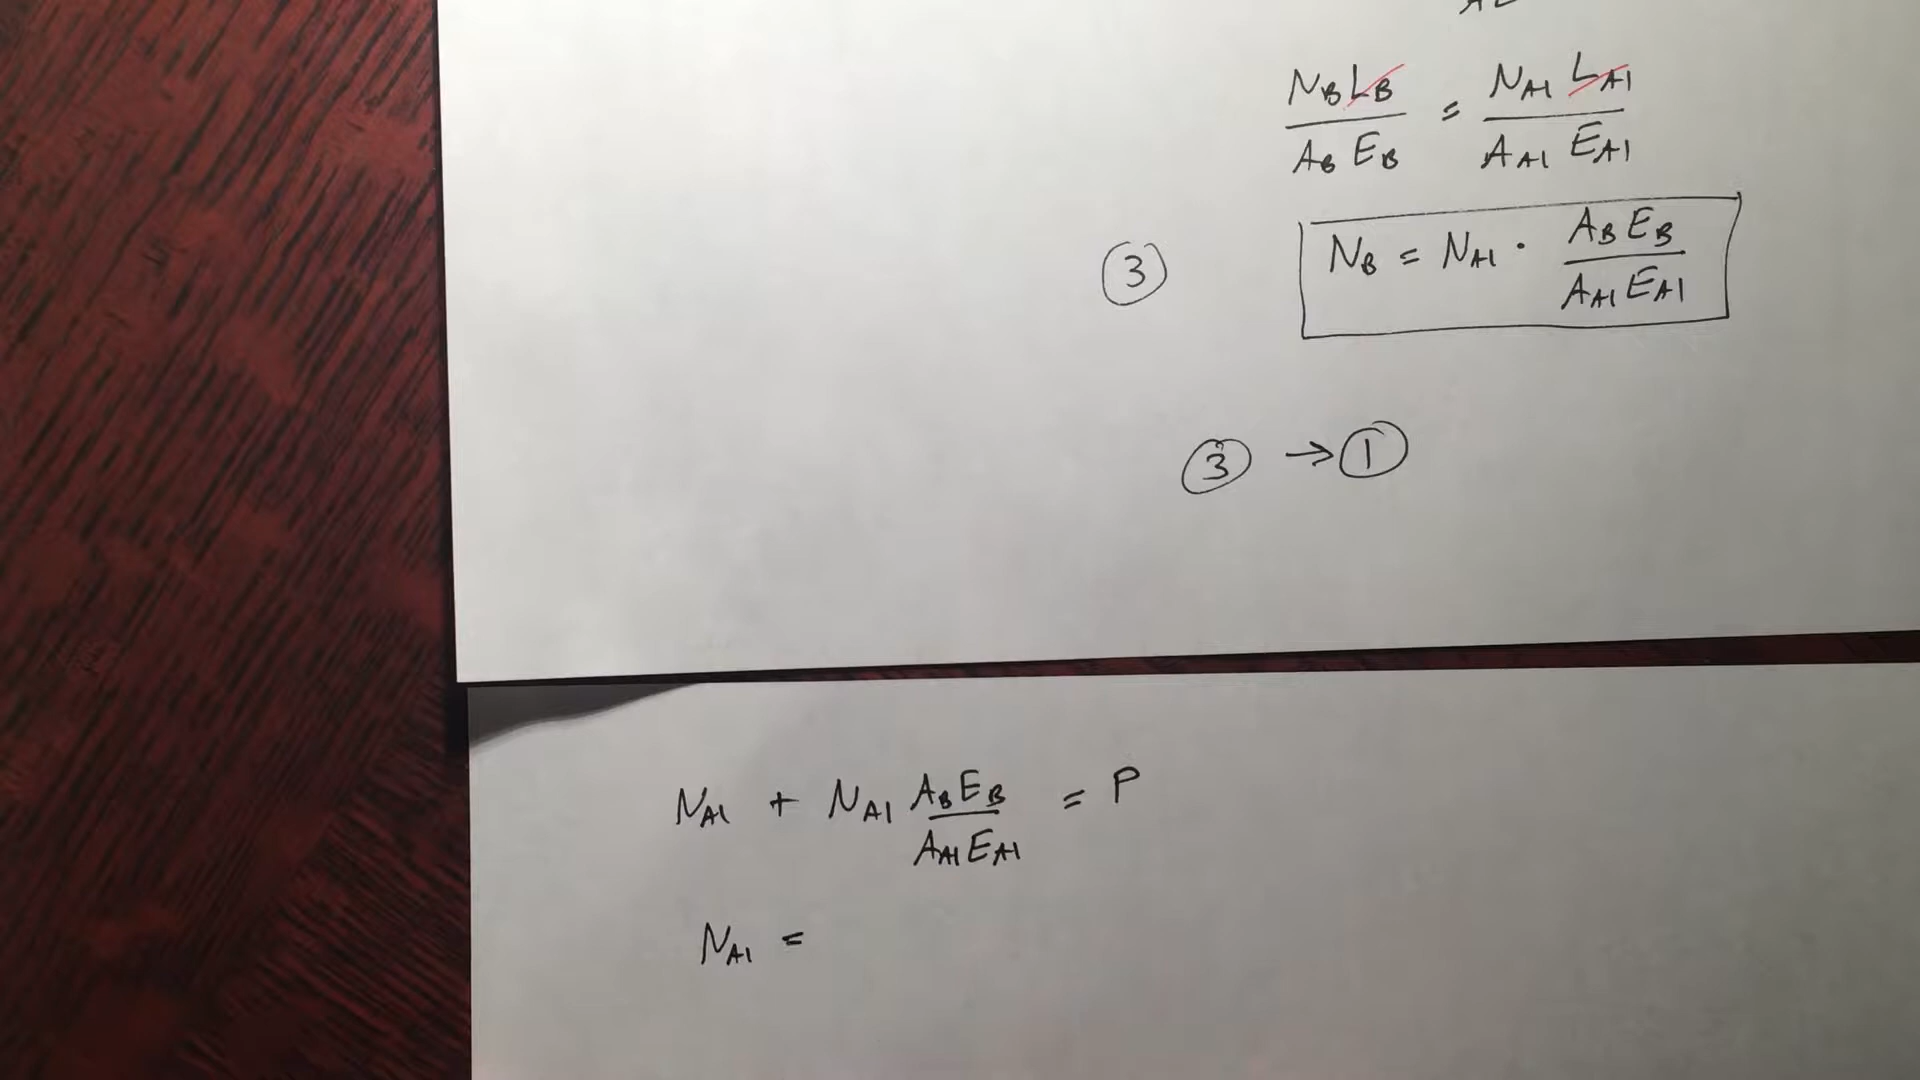 N_B L_B / A_B E_B = N_Al L_Al / A_Al E_Al
③ N_B = N_Al · A_B E_B / A_Al E_Al
③ → ①
N_Al + N_Al A_B E_B / A_Al E_Al = P
N_Al =